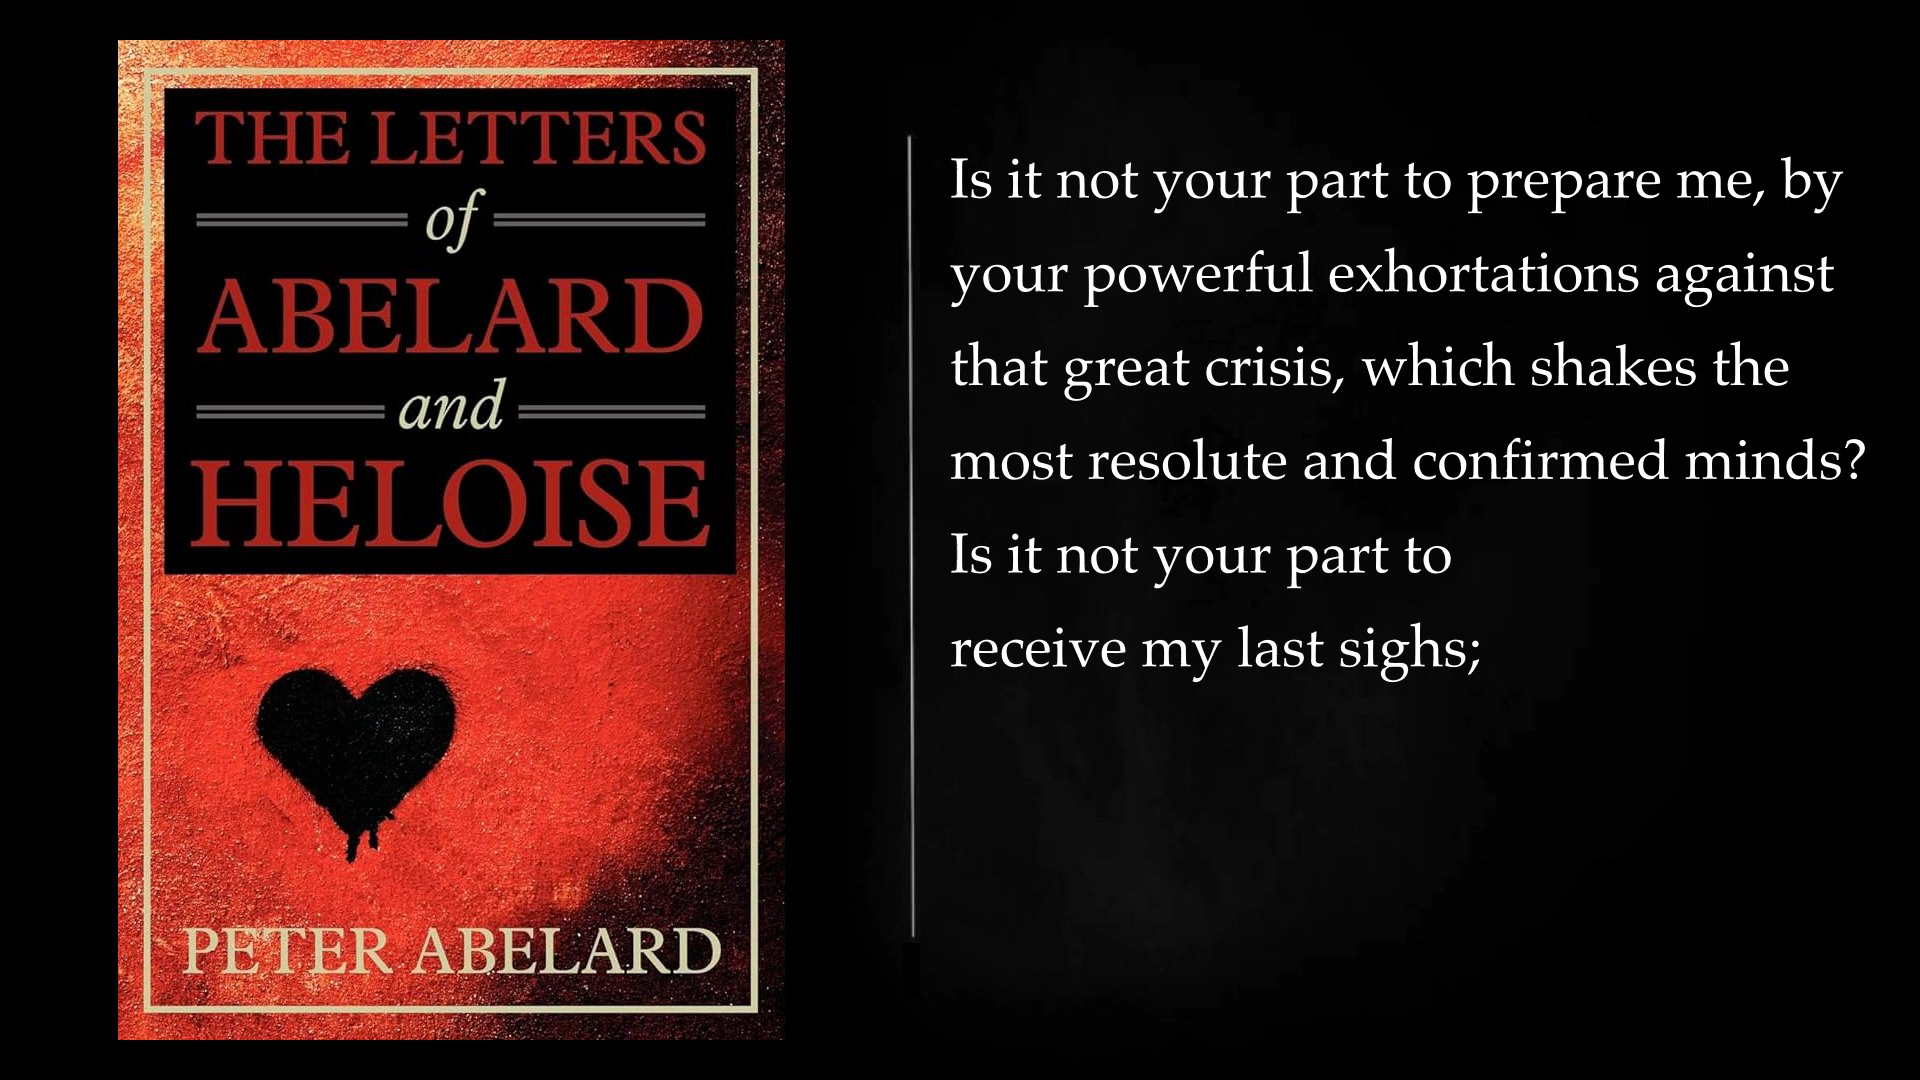 THE LETTERS
of
ABELARD
and
HELOISE
PETER ABELARD
Is it not your part to prepare me, by
your powerful exhortations against
that great crisis, which shakes the
most resolute and confirmed minds?
Is it not your part to
receive my last sighs;